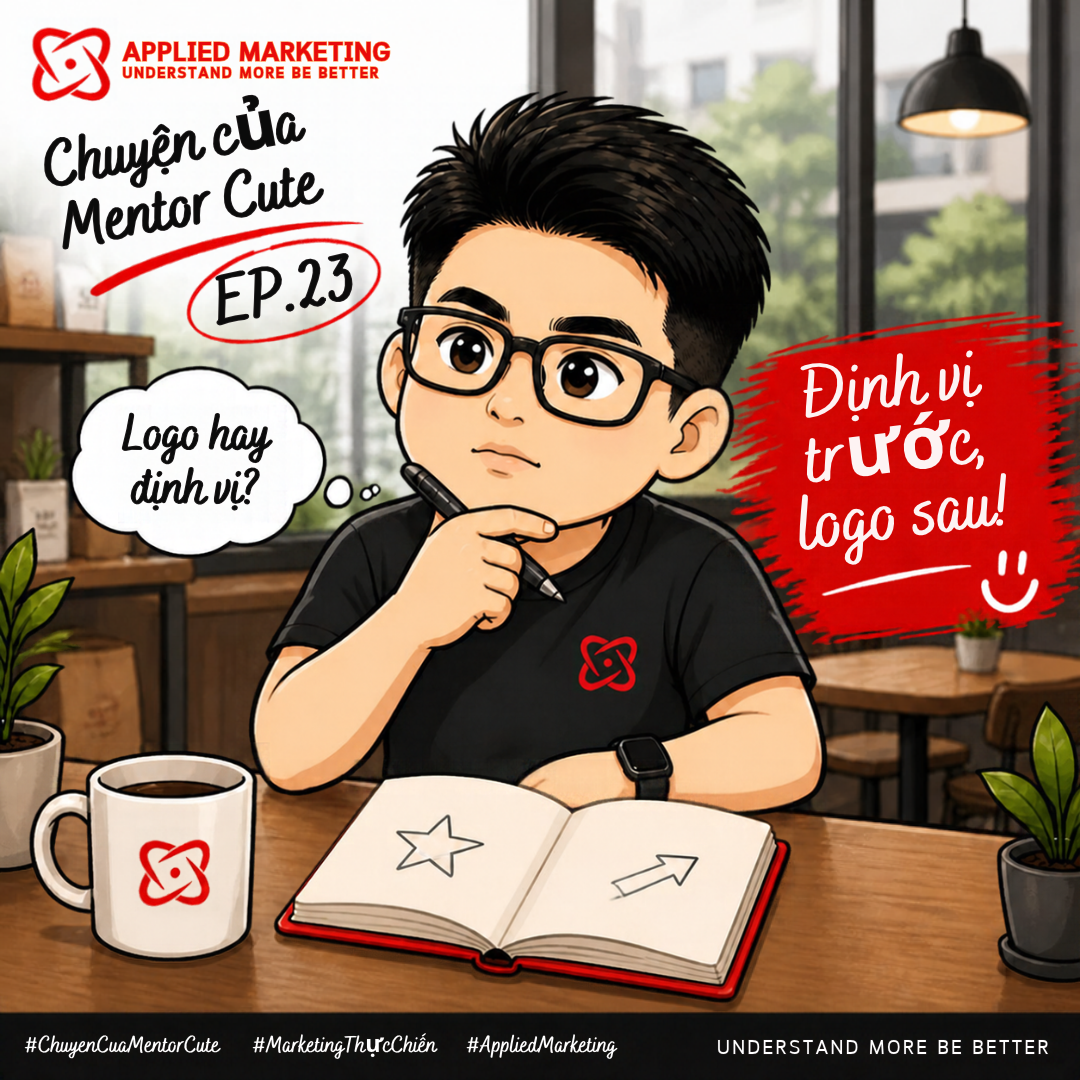 APPLIED MARKETING
UNDERSTAND MORE BE BETTER
Chuyện của
Mentor Cute
EP.23
Logo hay
định vị?
Định vị
trước,
logo sau!
#ChuyenCuaMentorCute #MarketingThựcChiến #AppliedMarketing UNDERSTAND MORE BE BETTER